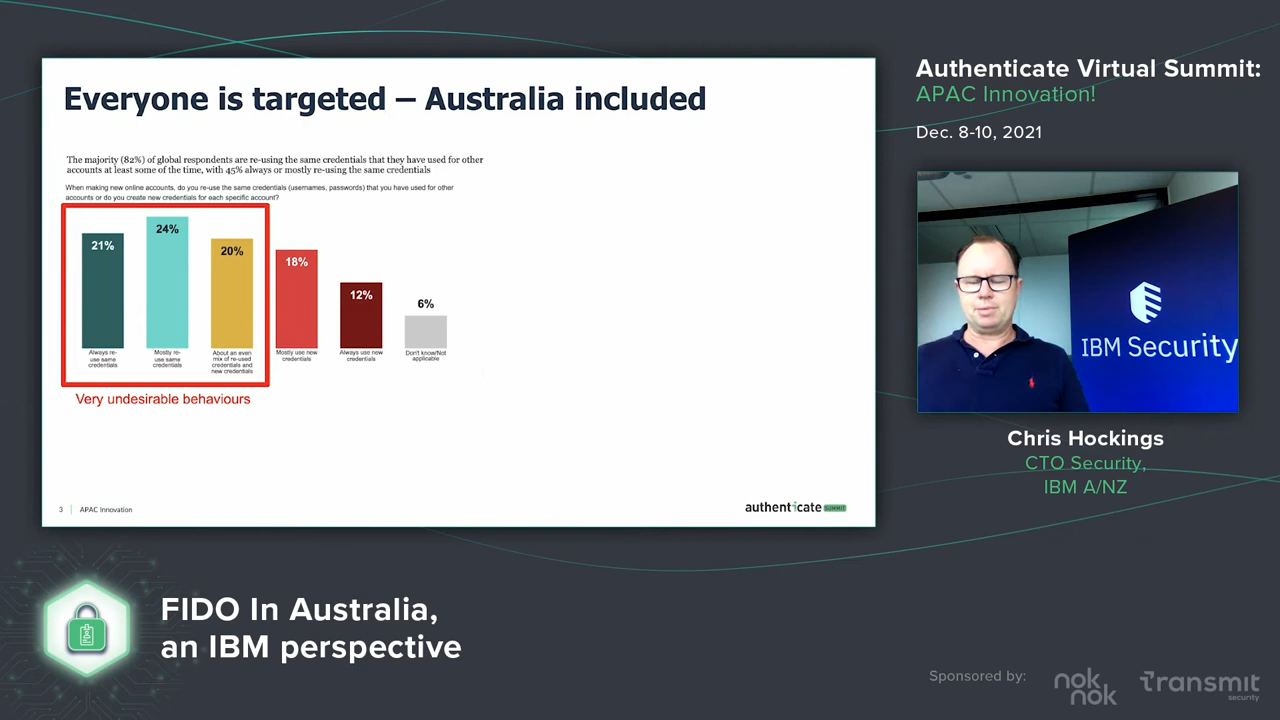 Everyone is targeted – Australia included
The majority (82%) of global respondents are re-using the same credentials that they have used for other
accounts at least some of the time, with 45% always or mostly re-using the same credentials
When making new online accounts, do you re-use the same credentials (usernames, passwords) that you have used for other
accounts or do you create new credentials for each specific account?
21%
24%
20%
18%
12%
6%
Always re-
use same
credentials
Mostly re-
use same
credentials
About an even
mix of re-used
credentials and
new credentials
Mostly use new
credentials
Always use new
credentials
Don't know/Not
applicable
Very undesirable behaviours
3 | APAC Innovation
authenticate SUMMIT
Authenticate Virtual Summit:
APAC Innovation!
Dec. 8-10, 2021
IBM Security
Chris Hockings
CTO Security,
IBM A/NZ
FIDO In Australia,
an IBM perspective
Sponsored by:
nok
nok
Transmit
security